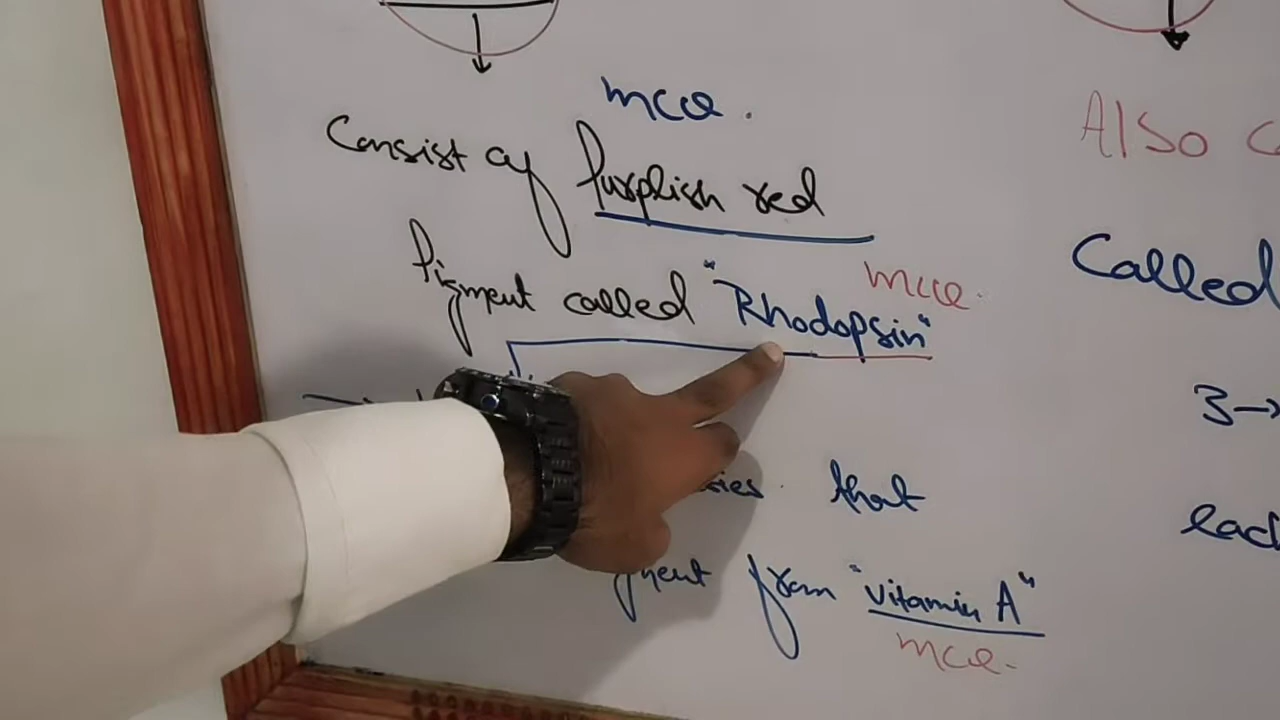 mcQ.
Consist of Purplish red
Pigment called "Rhodopsin"
mcQ.
that
from "vitamin A"
mcQ.
Also
Called
3→
each